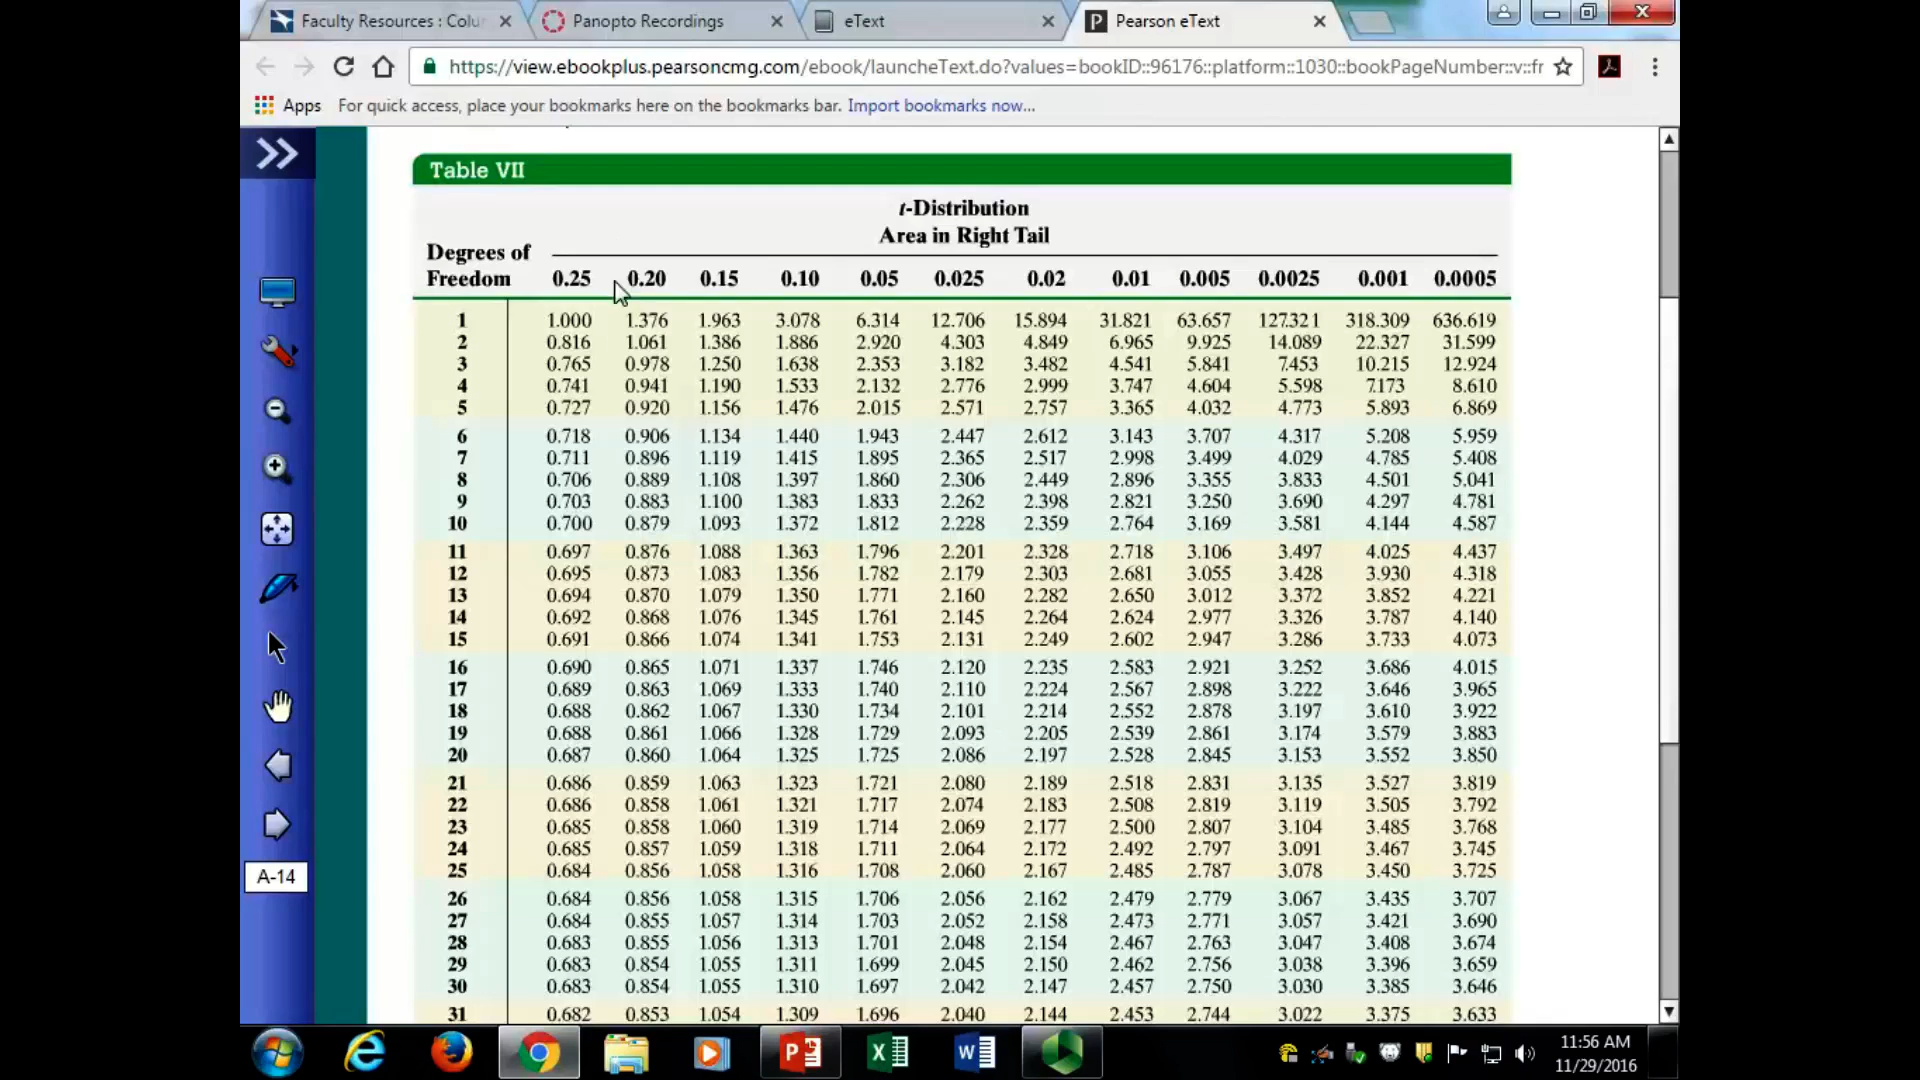 Faculty Resources : Colu
Panopto Recordings
eText
Pearson eText
https://view.ebookplus.pearsoncmg.com/ebook/launcheText.do?values=bookID::96176::platform::1030::bookPageNumber::v::fr
Apps For quick access, place your bookmarks here on the bookmarks bar. Import bookmarks now...
Table VII
t-Distribution
Area in Right Tail
Degrees of
Freedom 0.25 0.20 0.15 0.10 0.05 0.025 0.02 0.01 0.005 0.0025 0.001 0.0005
1 1.000 1.376 1.963 3.078 6.314 12.706 15.894 31.821 63.657 127.321 318.309 636.619
2 0.816 1.061 1.386 1.886 2.920 4.303 4.849 6.965 9.925 14.089 22.327 31.599
3 0.765 0.978 1.250 1.638 2.353 3.182 3.482 4.541 5.841 7.453 10.215 12.924
4 0.741 0.941 1.190 1.533 2.132 2.776 2.999 3.747 4.604 5.598 7.173 8.610
5 0.727 0.920 1.156 1.476 2.015 2.571 2.757 3.365 4.032 4.773 5.893 6.869
6 0.718 0.906 1.134 1.440 1.943 2.447 2.612 3.143 3.707 4.317 5.208 5.959
7 0.711 0.896 1.119 1.415 1.895 2.365 2.517 2.998 3.499 4.029 4.785 5.408
8 0.706 0.889 1.108 1.397 1.860 2.306 2.449 2.896 3.355 3.833 4.501 5.041
9 0.703 0.883 1.100 1.383 1.833 2.262 2.398 2.821 3.250 3.690 4.297 4.781
10 0.700 0.879 1.093 1.372 1.812 2.228 2.359 2.764 3.169 3.581 4.144 4.587
11 0.697 0.876 1.088 1.363 1.796 2.201 2.328 2.718 3.106 3.497 4.025 4.437
12 0.695 0.873 1.083 1.356 1.782 2.179 2.303 2.681 3.055 3.428 3.930 4.318
13 0.694 0.870 1.079 1.350 1.771 2.160 2.282 2.650 3.012 3.372 3.852 4.221
14 0.692 0.868 1.076 1.345 1.761 2.145 2.264 2.624 2.977 3.326 3.787 4.140
15 0.691 0.866 1.074 1.341 1.753 2.131 2.249 2.602 2.947 3.286 3.733 4.073
16 0.690 0.865 1.071 1.337 1.746 2.120 2.235 2.583 2.921 3.252 3.686 4.015
17 0.689 0.863 1.069 1.333 1.740 2.110 2.224 2.567 2.898 3.222 3.646 3.965
18 0.688 0.862 1.067 1.330 1.734 2.101 2.214 2.552 2.878 3.197 3.610 3.922
19 0.688 0.861 1.066 1.328 1.729 2.093 2.205 2.539 2.861 3.174 3.579 3.883
20 0.687 0.860 1.064 1.325 1.725 2.086 2.197 2.528 2.845 3.153 3.552 3.850
21 0.686 0.859 1.063 1.323 1.721 2.080 2.189 2.518 2.831 3.135 3.527 3.819
22 0.686 0.858 1.061 1.321 1.717 2.074 2.183 2.508 2.819 3.119 3.505 3.792
23 0.685 0.858 1.060 1.319 1.714 2.069 2.177 2.500 2.807 3.104 3.485 3.768
24 0.685 0.857 1.059 1.318 1.711 2.064 2.172 2.492 2.797 3.091 3.467 3.745
25 0.684 0.856 1.058 1.316 1.708 2.060 2.167 2.485 2.787 3.078 3.450 3.725
26 0.684 0.856 1.058 1.315 1.706 2.056 2.162 2.479 2.779 3.067 3.435 3.707
27 0.684 0.855 1.057 1.314 1.703 2.052 2.158 2.473 2.771 3.057 3.421 3.690
28 0.683 0.855 1.056 1.313 1.701 2.048 2.154 2.467 2.763 3.047 3.408 3.674
29 0.683 0.854 1.055 1.311 1.699 2.045 2.150 2.462 2.756 3.038 3.396 3.659
30 0.683 0.854 1.055 1.310 1.697 2.042 2.147 2.457 2.750 3.030 3.385 3.646
31 0.682 0.853 1.054 1.309 1.696 2.040 2.144 2.453 2.744 3.022 3.375 3.633
A-14
11:56 AM
11/29/2016